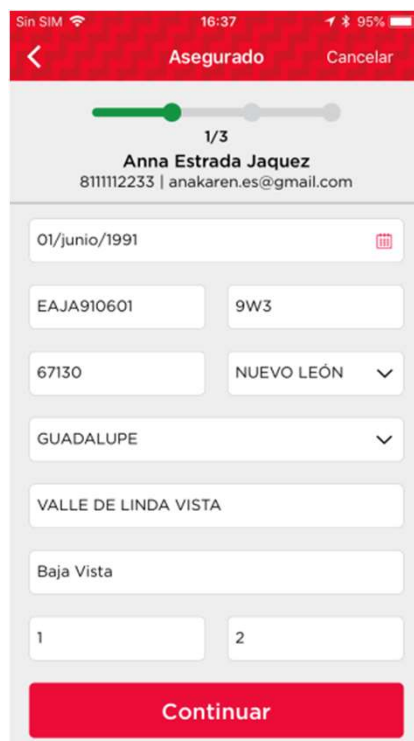 Sin SIM 16:37 95%
Asegurado Cancelar
1/3
Anna Estrada Jaquez
8111112233 | anakaren.es@gmail.com
01/junio/1991
EAJA910601 9W3
67130 NUEVO LEÓN
GUADALUPE
VALLE DE LINDA VISTA
Baja Vista
1 2
Continuar